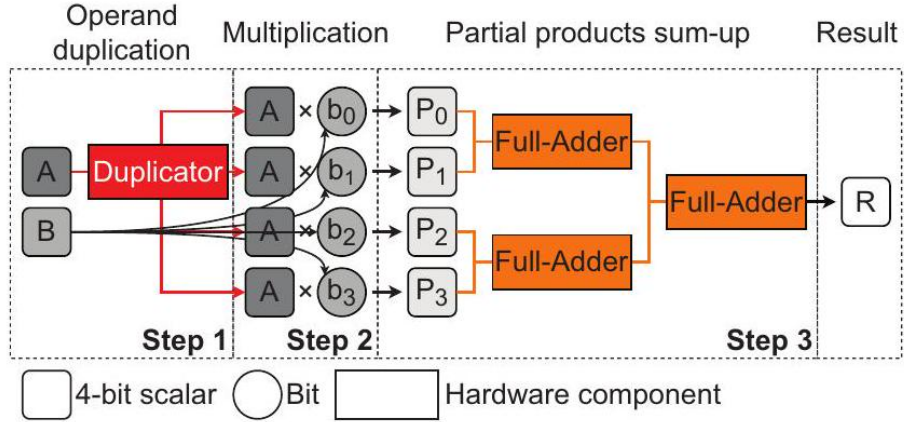 Operand
duplication
Multiplication
Partial products sum-up
Result
A × b0
P0
Full-Adder
A
Duplicator
A × b1
P1
Full-Adder
R
B
A × b2
P2
Full-Adder
A × b3
P3
Step 1
Step 2
Step 3
4-bit scalar
Bit
Hardware component